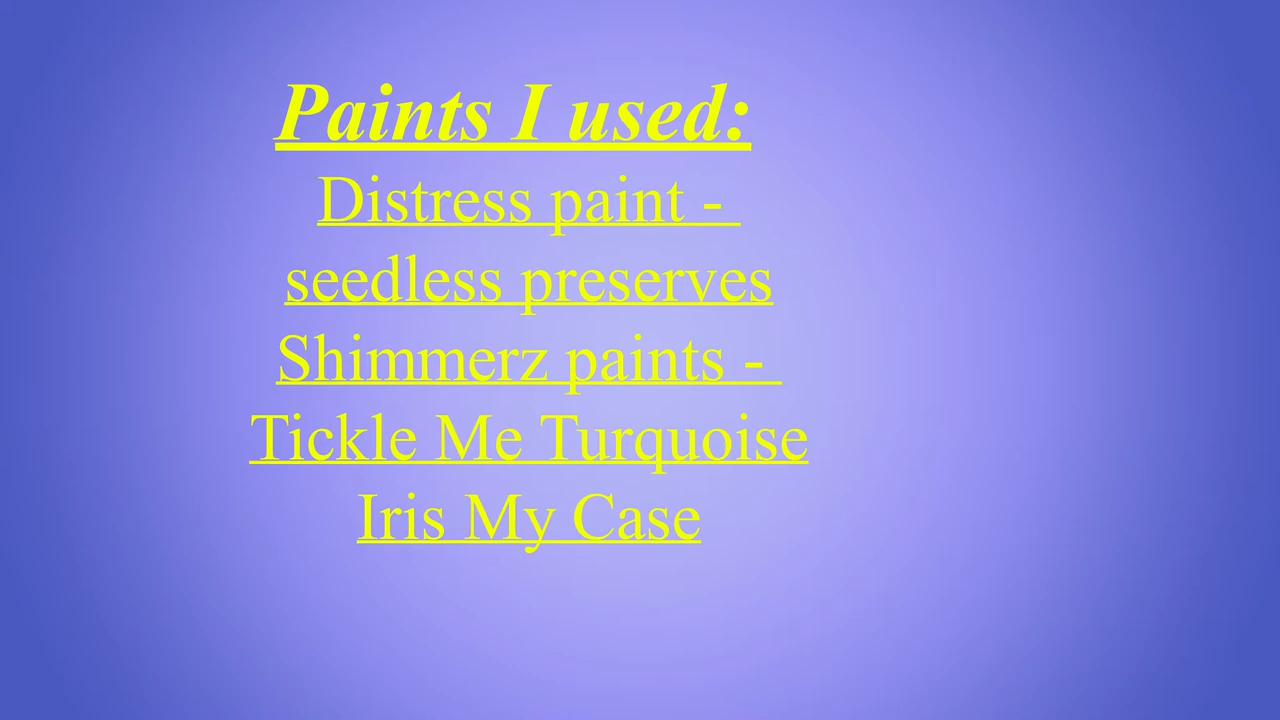 Paints I used:
Distress paint -
seedless preserves
Shimmerz paints -
Tickle Me Turquoise
Iris My Case